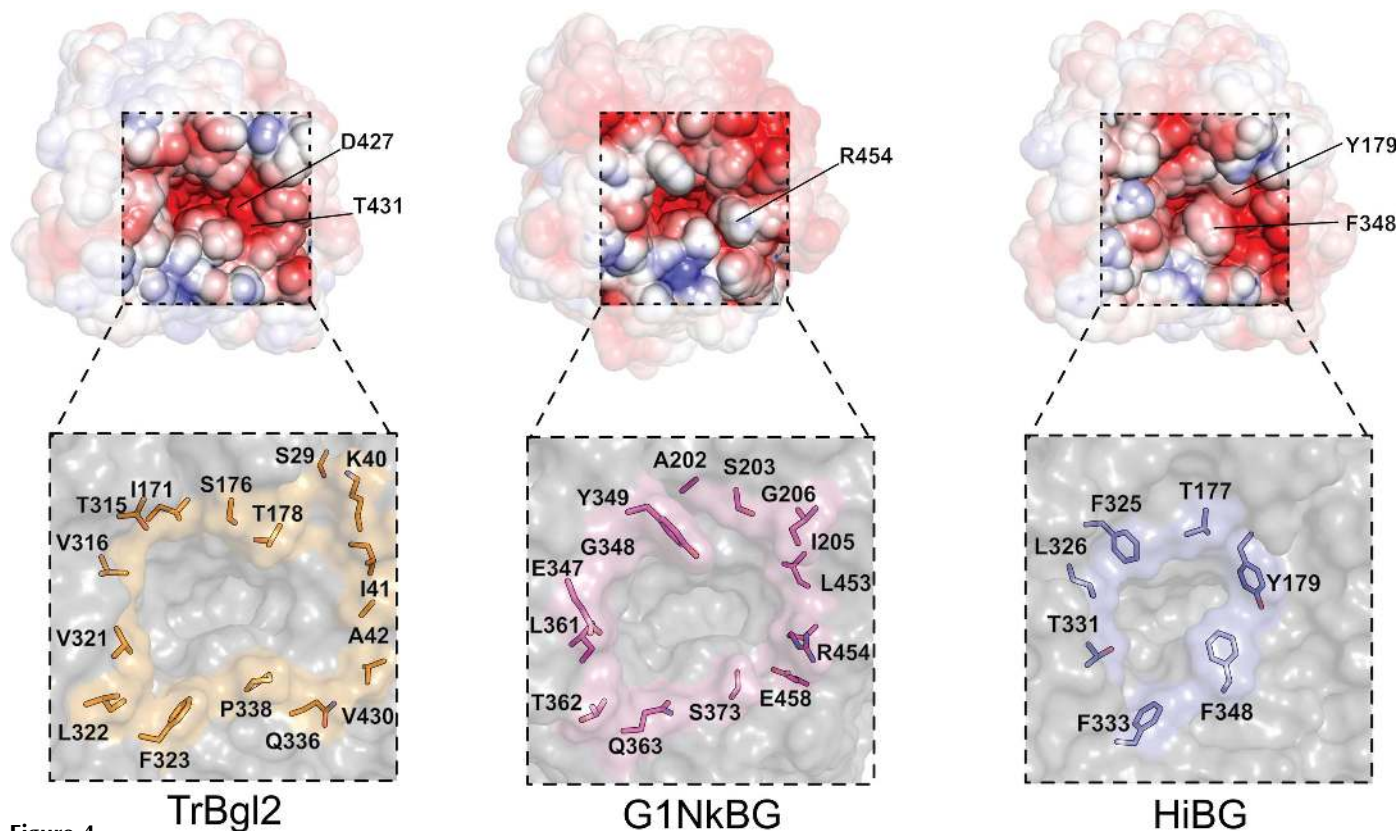 D427
T431
R454
Y179
F348
S29
K40
T315
I171
S176
T178
V316
I41
V321
A42
L322
F323
P338
Q336
V430
A202
S203
Y349
G206
G348
I205
E347
L453
L361
R454
T362
Q363
S373
E458
F325
T177
L326
Y179
T331
F333
F348
TrBgl2
G1NkBG
HiBG
Figure 4